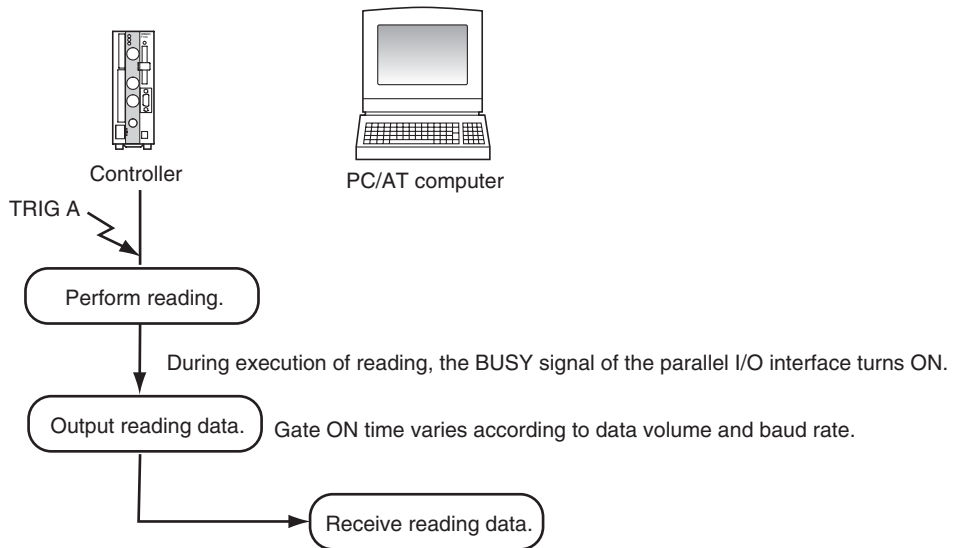 Controller
PC/AT computer
TRIG A
Perform reading.
During execution of reading, the BUSY signal of the parallel I/O interface turns ON.
Output reading data.
Gate ON time varies according to data volume and baud rate.
Receive reading data.